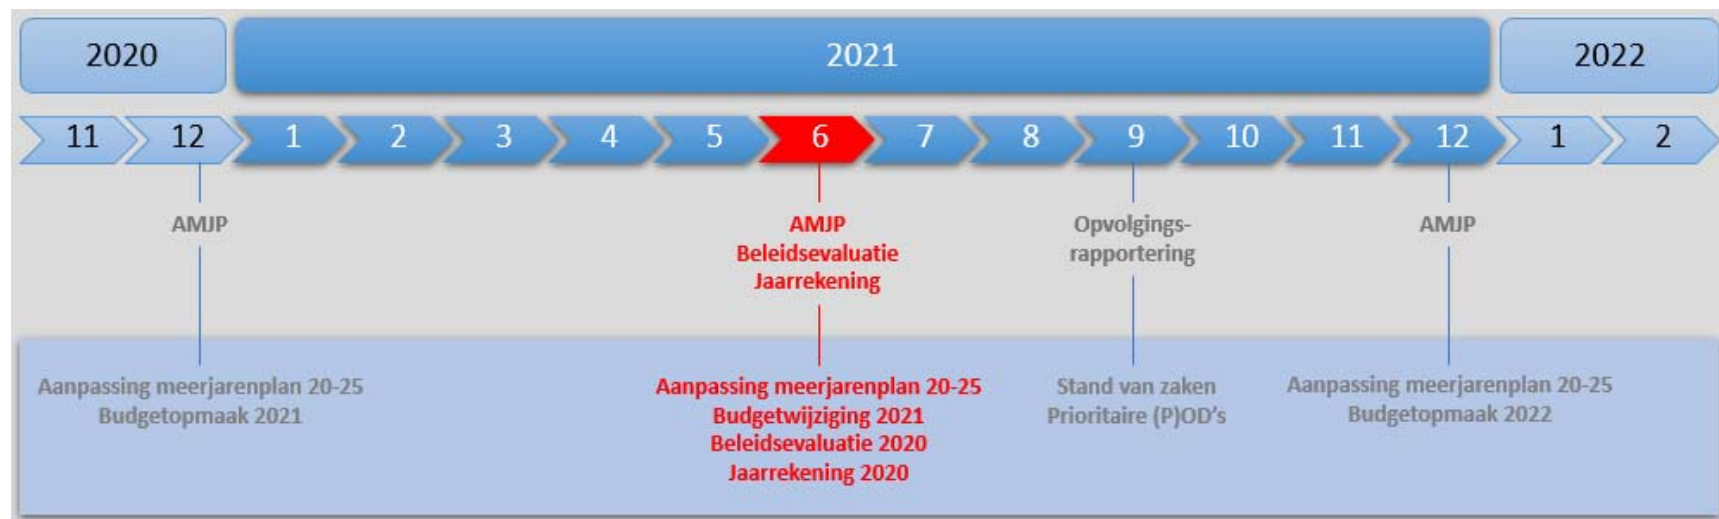 2020 2021 2022
11 12 1 2 3 4 5 6 7 8 9 10 11 12 1 2
AMJP
AMJP
Beleidsevaluatie
Jaarrekening
Opvolgings-
rapportering
AMJP
Aanpassing meerjarenplan 20-25
Budgetopmaak 2021
Aanpassing meerjarenplan 20-25
Budgetwijziging 2021
Beleidsevaluatie 2020
Jaarrekening 2020
Stand van zaken
Prioritaire (P)OD's
Aanpassing meerjarenplan 20-25
Budgetopmaak 2022